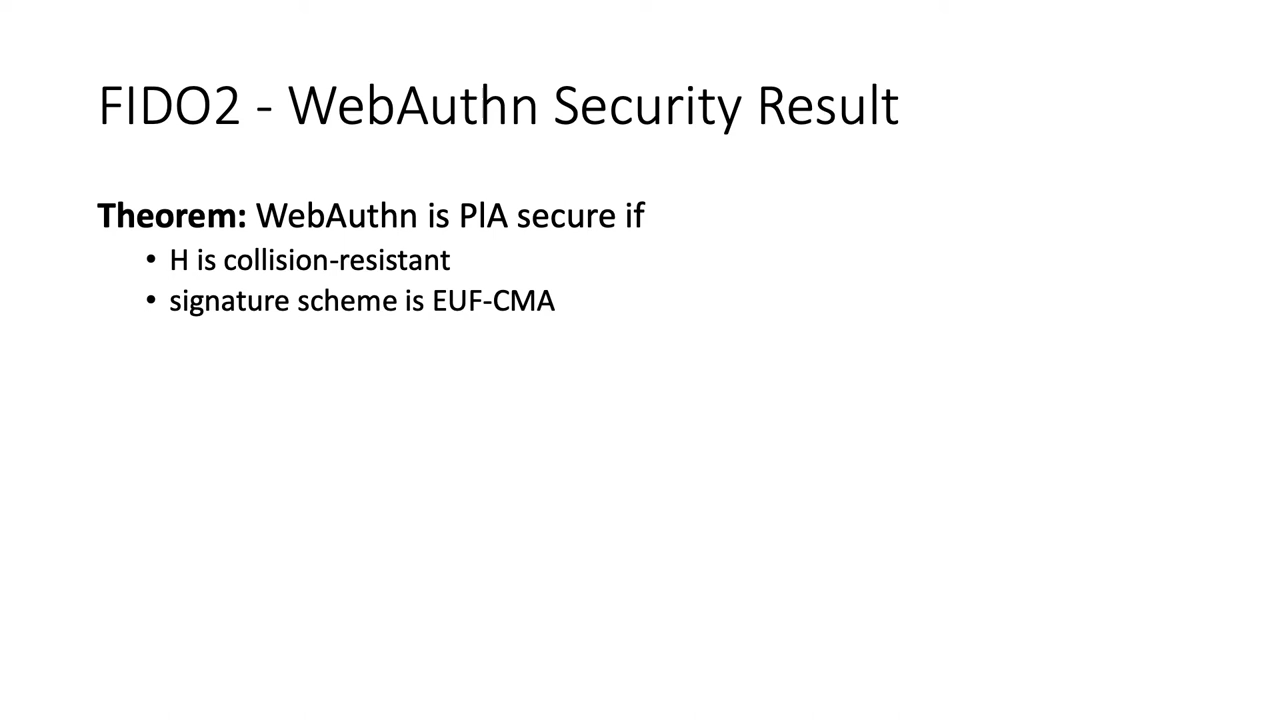 FIDO2 - WebAuthn Security Result
Theorem: WebAuthn is PlA secure if
• H is collision-resistant
• signature scheme is EUF-CMA